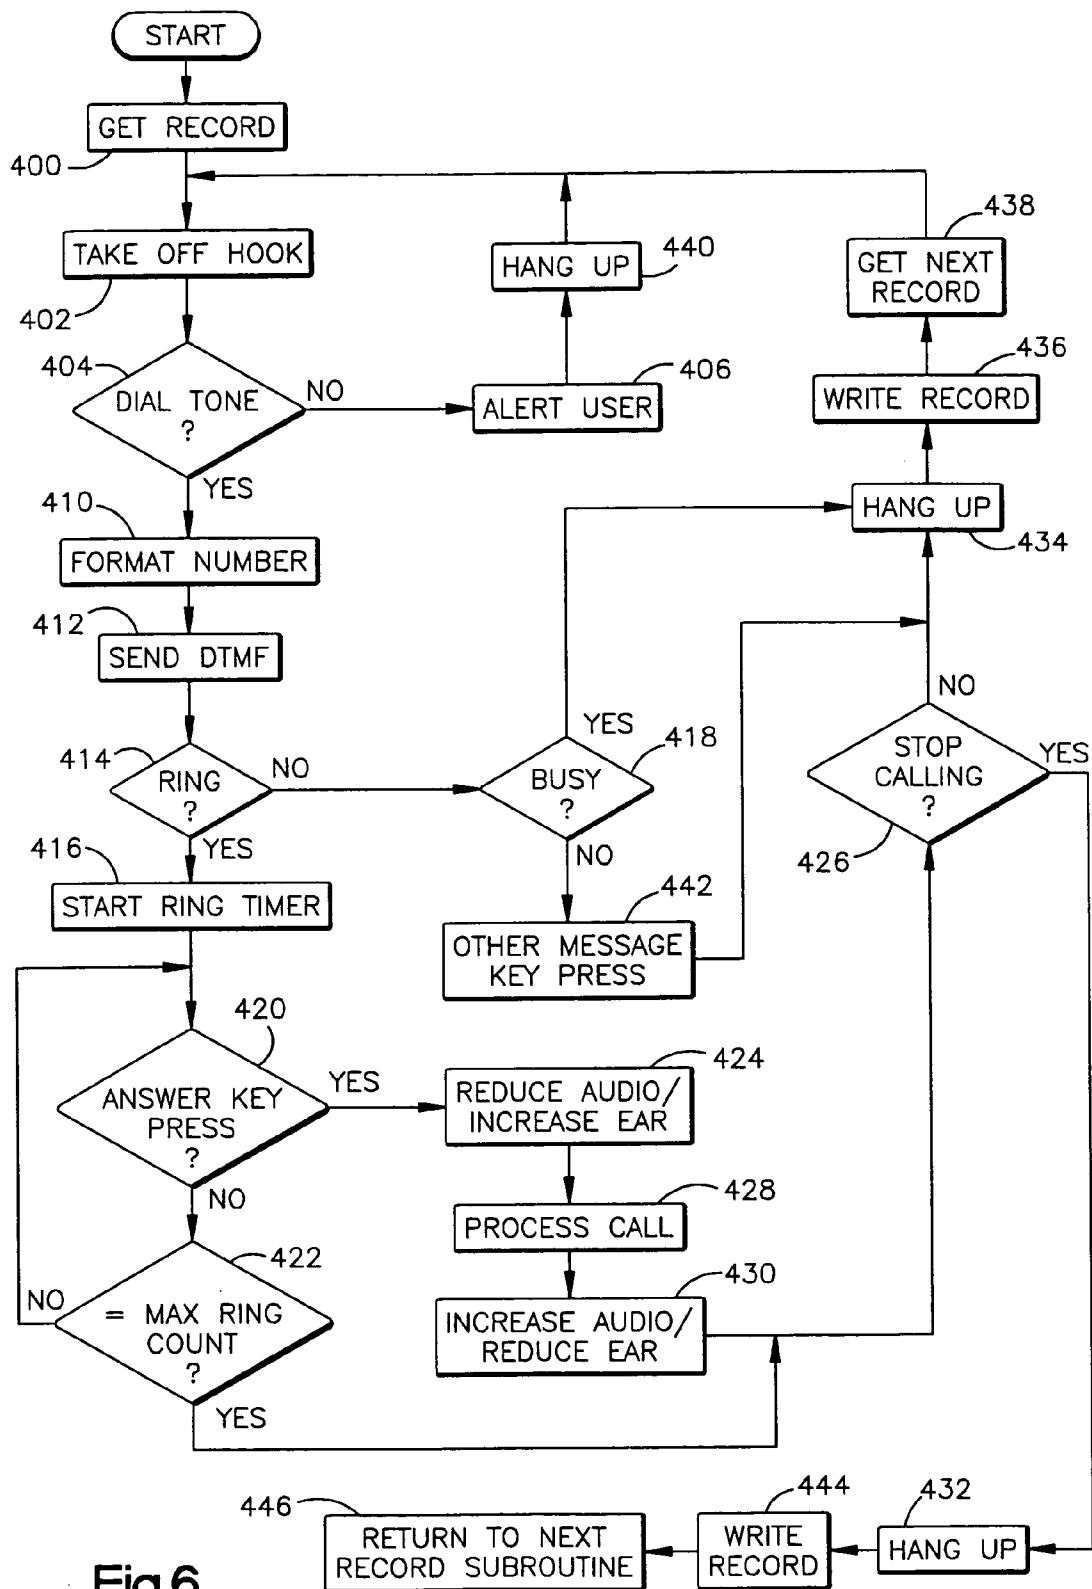 START
GET RECORD
400
TAKE OFF HOOK
402
404
DIAL TONE
?
NO
YES
ALERT USER
406
HANG UP
440
410
FORMAT NUMBER
412
SEND DTMF
414
RING
?
NO
YES
416
START RING TIMER
420
ANSWER KEY
PRESS
?
YES
NO
422
= MAX RING
COUNT
?
NO
YES
BUSY
?
418
YES
NO
442
OTHER MESSAGE
KEY PRESS
424
REDUCE AUDIO/
INCREASE EAR
428
PROCESS CALL
430
INCREASE AUDIO/
REDUCE EAR
438
GET NEXT
RECORD
436
WRITE RECORD
HANG UP
434
NO
STOP
CALLING
?
YES
426
446
RETURN TO NEXT
RECORD SUBROUTINE
444
WRITE
RECORD
432
HANG UP
Fig.6